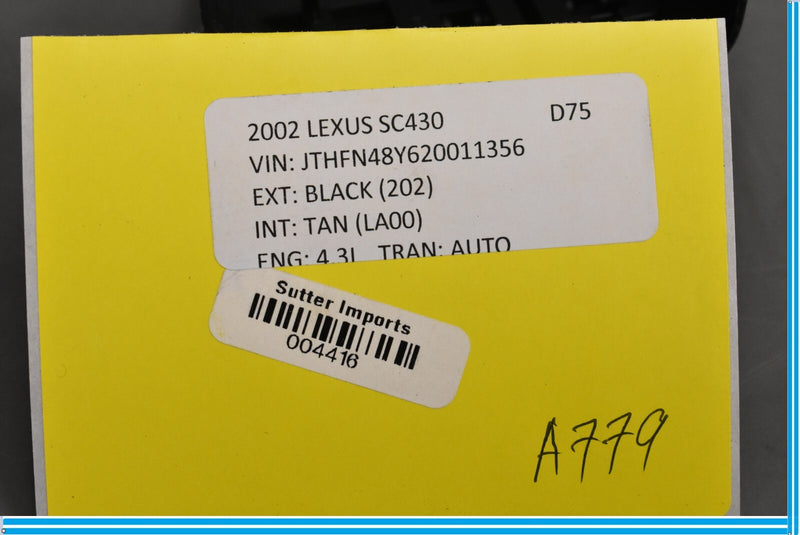 2002 LEXUS SC430 D75
VIN: JTHFN48Y620011356
EXT: BLACK (202)
INT: TAN (LA00)
ENG: 4.3L TRAN: AUTO
Sutter Imports
004416
A779